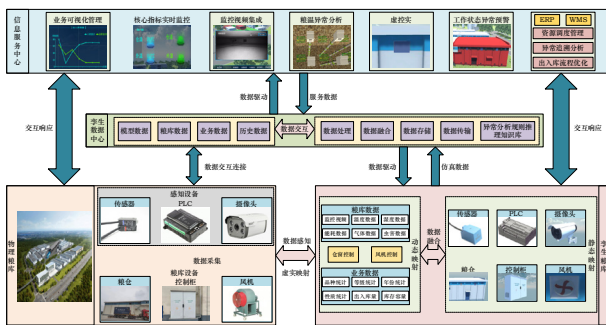 信息服务中心
业务可视化管理
核心指标实时监控
监控视频集成
粮温异常分析
虚控实
工作状态异常预警
ERP
WMS
资源调度管理
异常追溯分析
出入库流程优化
交互响应
数据驱动
服务数据
交互响应
孪生数据中心
模型数据
粮库数据
业务数据
历史数据
数据交互
数据处理
数据融合
数据存储
数据传输
异常分析规则推理知识库
数据交互连接
数据驱动
仿真数据
物理粮库
感知设备
传感器
PLC
摄像头
数据采集
粮库设备
粮仓
控制柜
风机
数据感知
虚实映射
粮库数据
监控视频
温度数据
湿度数据
能耗数据
气体数据
虫害数据
仓窗控制
风机控制
业务数据
品种统计
等级统计
年份统计
性质统计
出入库量
库存容量
动态映射
数据融合
传感器
PLC
摄像头
粮仓
控制柜
风机
静态映射
孪生粮库